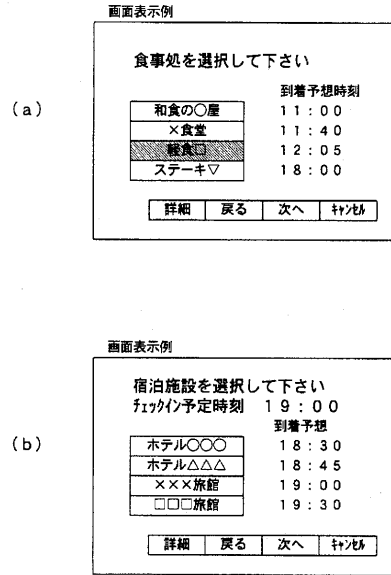 画面表示例
(a)
食事処を選択して下さい
到着予想時刻
和食の○屋 11:00
×食堂 11:40
軽食□ 12:05
ステーキ▽ 18:00
詳細 戻る 次へ ｷｬﾝｾﾙ
画面表示例
(b)
宿泊施設を選択して下さい
ﾁｪｯｸｲﾝ予定時刻 19:00
到着予想
ホテル○○○ 18:30
ホテル△△△ 18:45
×××旅館 19:00
□□□旅館 19:30
詳細 戻る 次へ ｷｬﾝｾﾙ